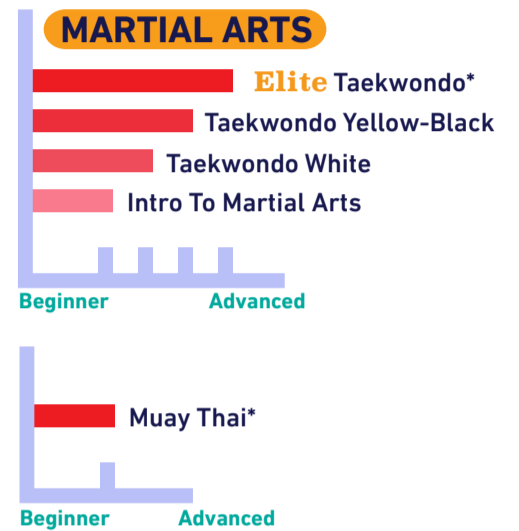 MARTIAL ARTS
Elite Taekwondo*
Taekwondo Yellow-Black
Taekwondo White
Intro To Martial Arts
Beginner Advanced
Muay Thai*
Beginner Advanced